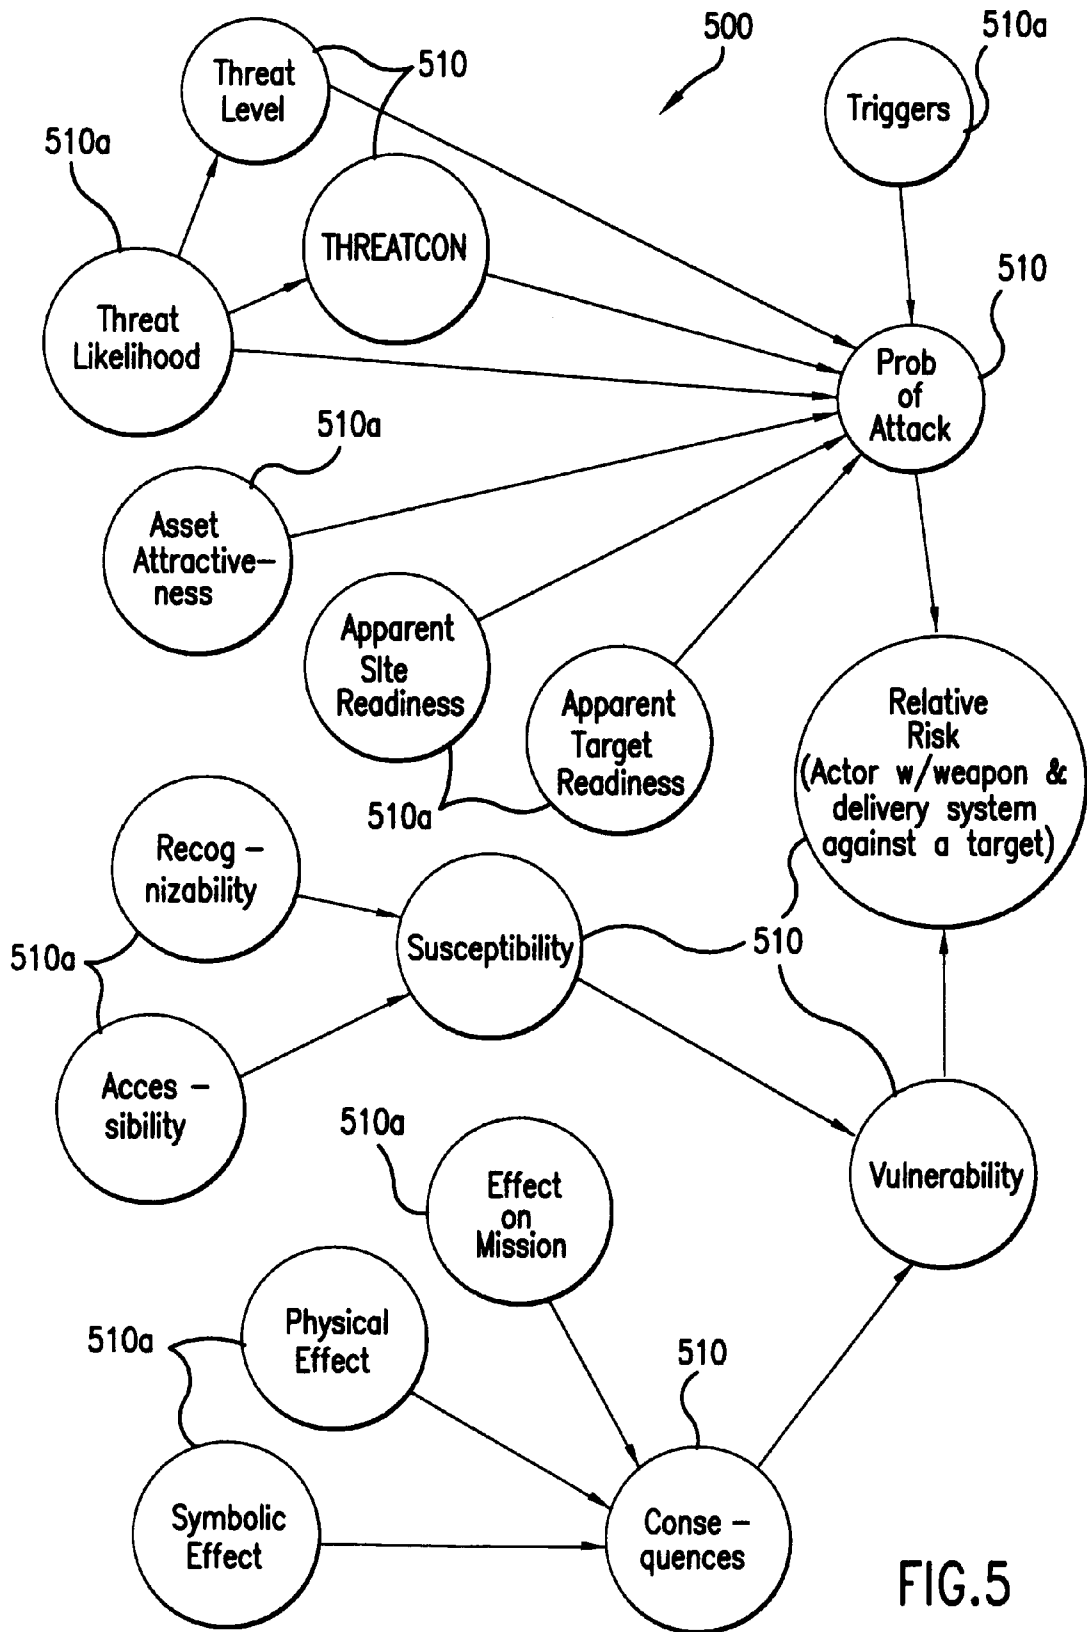 500
510a
Triggers
Threat
Level
510
510a
THREATCON
Threat
Likelihood
510
Prob
of
Attack
510a
Asset
Attractive-
ness
Apparent
SIte
Readiness
Apparent
Target
Readiness
510a
Relative
Risk
(Actor w/weapon &
delivery system
against a target)
Recog -
nizability
510a
Susceptibility
510
Acces -
sibility
510a
Effect
on
Mission
Vulnerability
Physical
Effect
510a
510
Symbolic
Effect
Conse -
quences
FIG.5